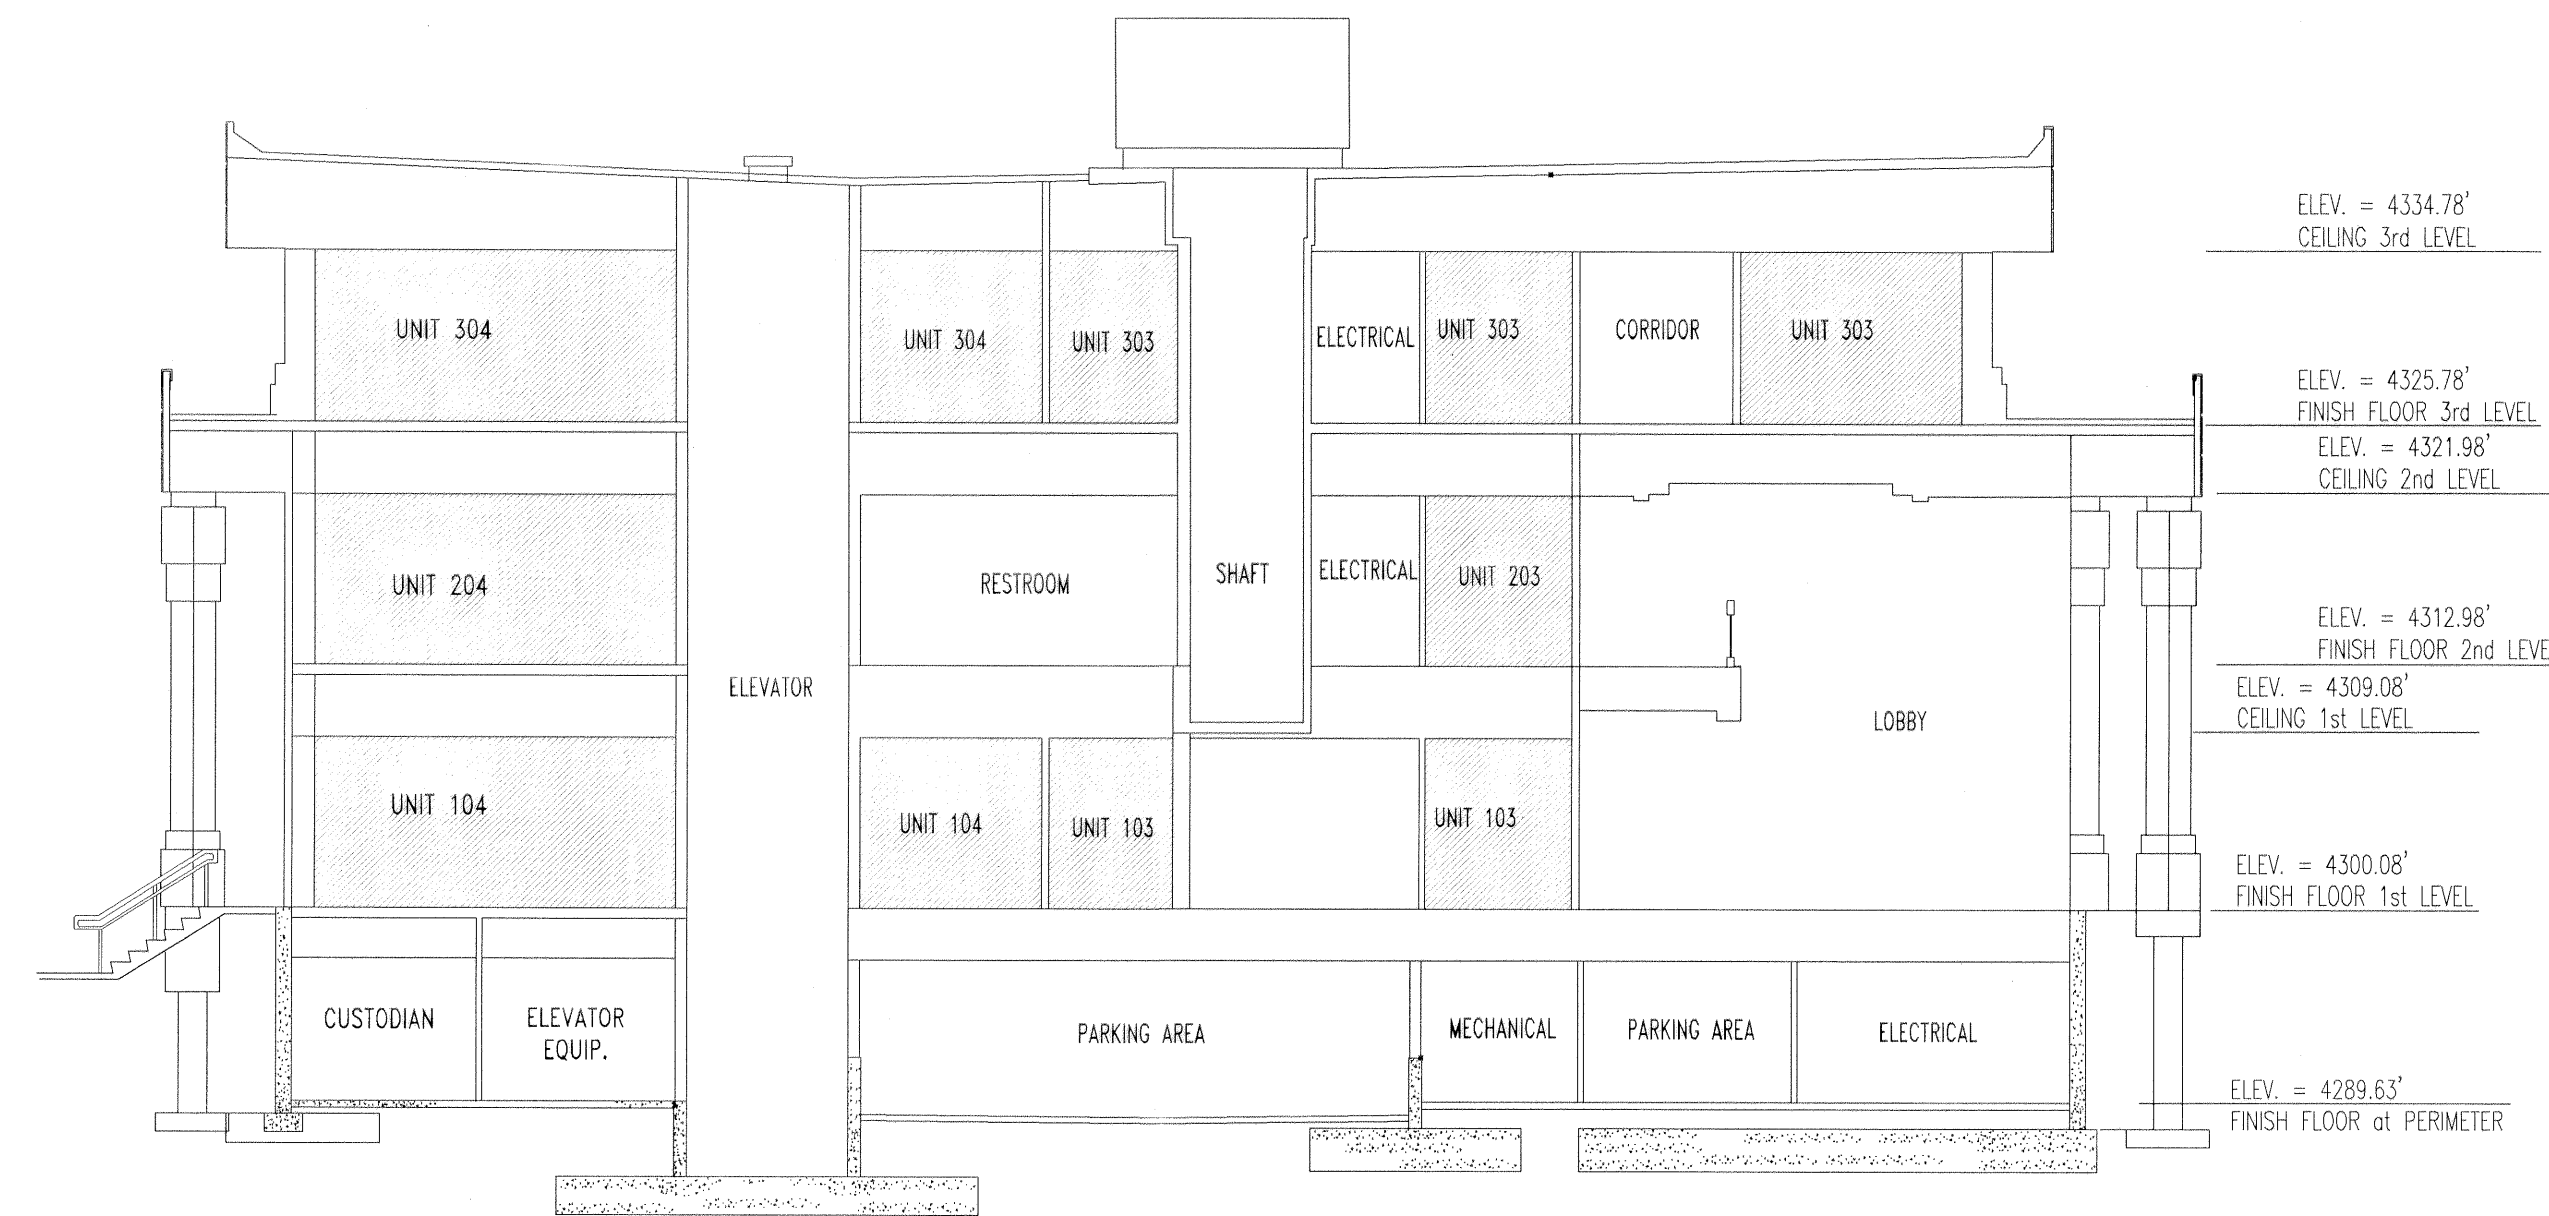 ELEV. = 4334.78'
CEILING 3rd LEVEL
UNIT 304
UNIT 304
UNIT 303
ELECTRICAL
UNIT 303
CORRIDOR
UNIT 303
ELEV. = 4325.78'
FINISH FLOOR 3rd LEVEL
ELEV. = 4321.98'
CEILING 2nd LEVEL
UNIT 204
RESTROOM
SHAFT
ELECTRICAL
UNIT 203
ELEV. = 4312.98'
FINISH FLOOR 2nd LEVE
ELEVATOR
LOBBY
ELEV. = 4309.08'
CEILING 1st LEVEL
UNIT 104
UNIT 104
UNIT 103
UNIT 103
ELEV. = 4300.08'
FINISH FLOOR 1st LEVEL
CUSTODIAN
ELEVATOR
EQUIP.
PARKING AREA
MECHANICAL
PARKING AREA
ELECTRICAL
ELEV. = 4289.63'
FINISH FLOOR at PERIMETER